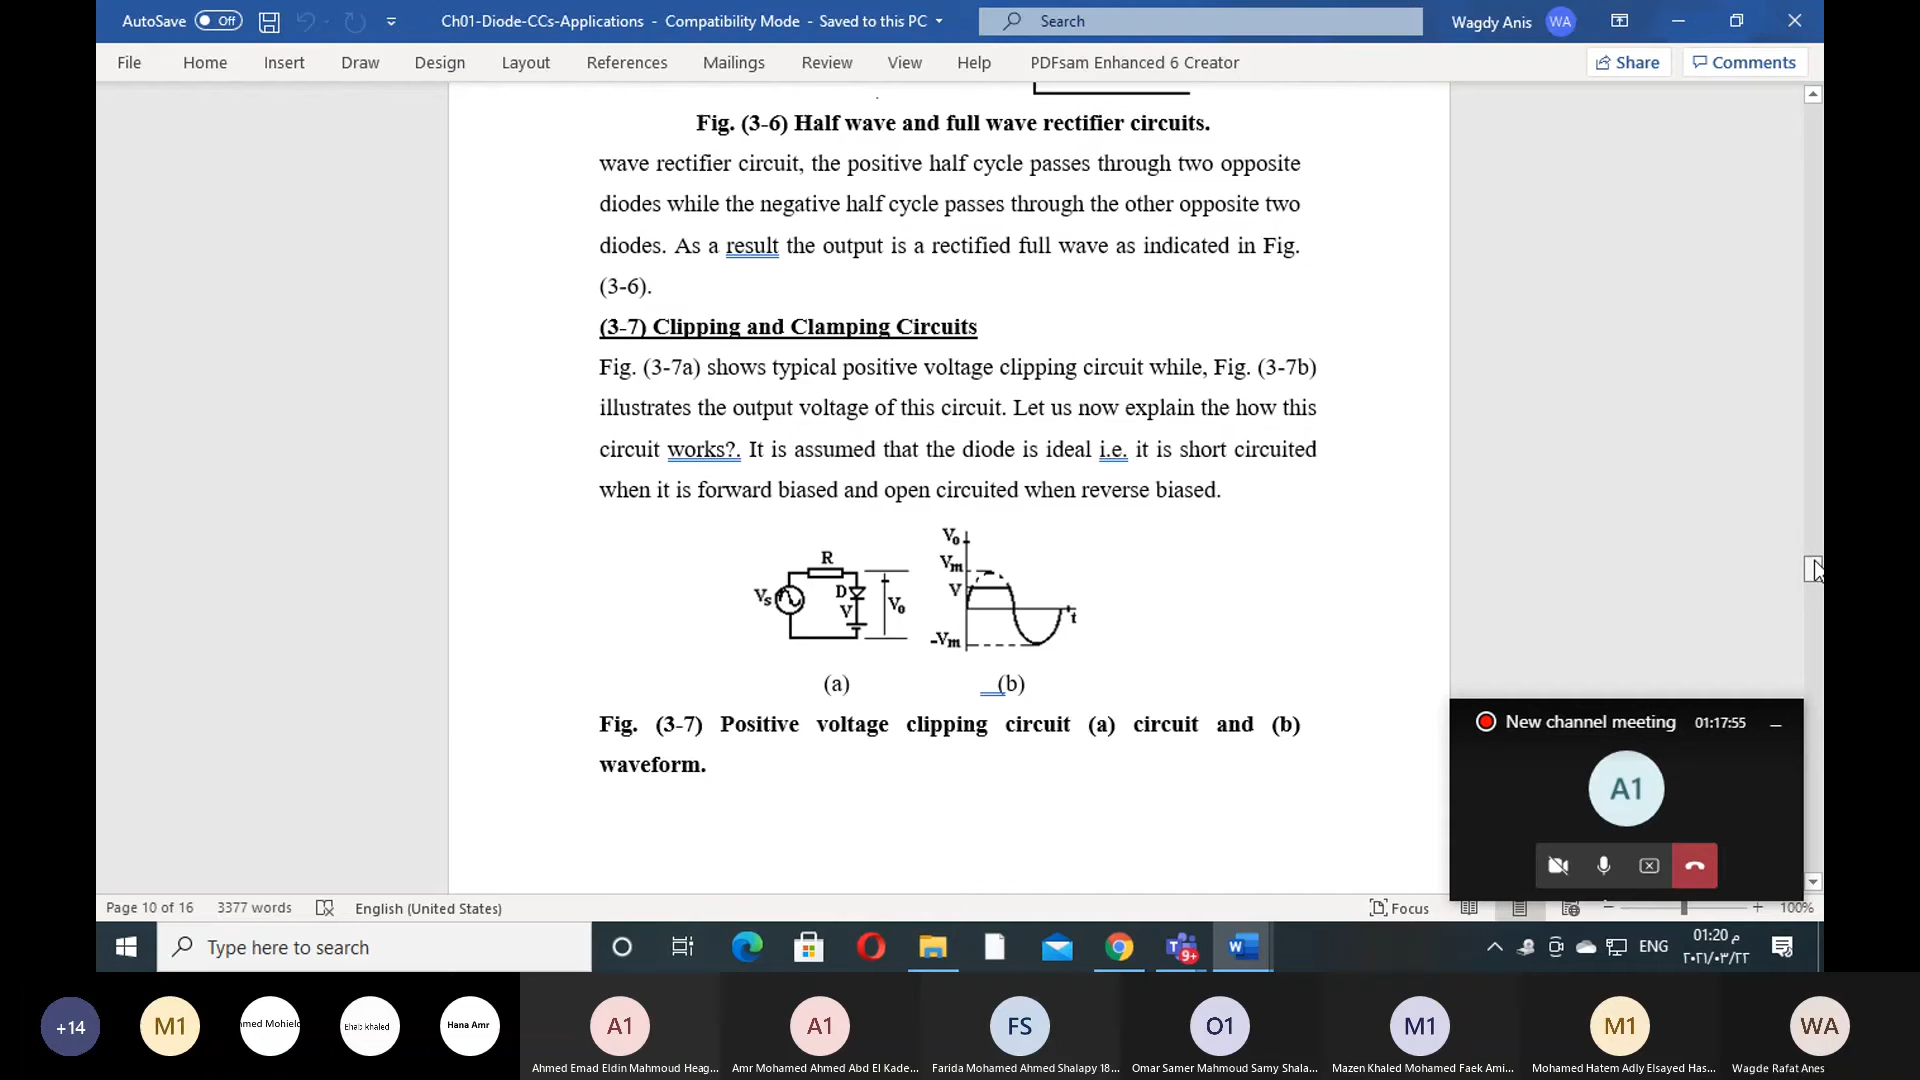 AutoSave Off Ch01-Diode-CCs-Applications - Compatibility Mode - Saved to this PC Search Wagdy Anis WA
File Home Insert Draw Design Layout References Mailings Review View Help PDFsam Enhanced 6 Creator Share Comments
Fig. (3-6) Half wave and full wave rectifier circuits.
wave rectifier circuit, the positive half cycle passes through two opposite
diodes while the negative half cycle passes through the other opposite two
diodes. As a result the output is a rectified full wave as indicated in Fig.
(3-6).
(3-7) Clipping and Clamping Circuits
Fig. (3-7a) shows typical positive voltage clipping circuit while, Fig. (3-7b)
illustrates the output voltage of this circuit. Let us now explain the how this
circuit works?. It is assumed that the diode is ideal i.e. it is short circuited
when it is forward biased and open circuited when reverse biased.
R
Vs
D
V
Vo
Vo
Vm
V
-Vm
t
(a) (b)
Fig. (3-7) Positive voltage clipping circuit (a) circuit and (b)
waveform.
New channel meeting 01:17:55
A1
Page 10 of 16 3377 words English (United States) Focus 100%
Type here to search 9+ ENG
01:20 م
٢٠٢١/٠٣/٢٢
+14 M1 Ehab khaled Hana Amr A1 A1 FS O1 M1 M1 WA
Ahmed Emad Eldin Mahmoud Heag... Amr Mohamed Ahmed Abd El Kade... Farida Mohamed Ahmed Shalapy 18... Omar Samer Mahmoud Samy Shala... Mazen Khaled Mohamed Faek Ami... Mohamed Hatem Adly Elsayed Has... Wagde Rafat Anes